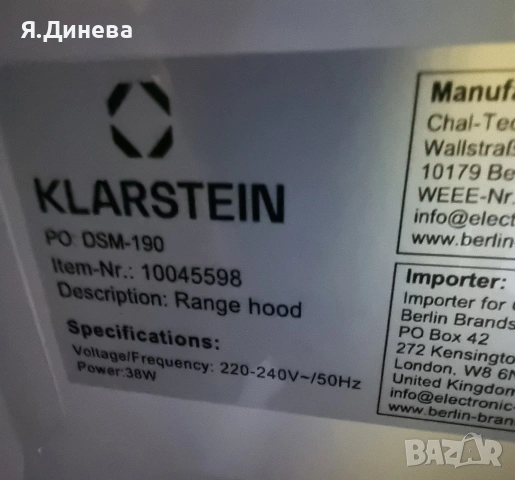 Я.Динева
KLARSTEIN
PO: DSM-190
Item-Nr.: 10045598
Description: Range hood
Specifications:
Voltage/Frequency: 220-240V~/50Hz
Power:38W
Manufa
Chal-Tec
Wallstraß
10179 Be
WEEE-Nr.
info@elect
www.berlin-
Importer:
Importer for
Berlin Brands
PO Box 42
272 Kensington
London, W8 6N
United Kingdom
info@electronic-
www.berlin-bran
BAZAR